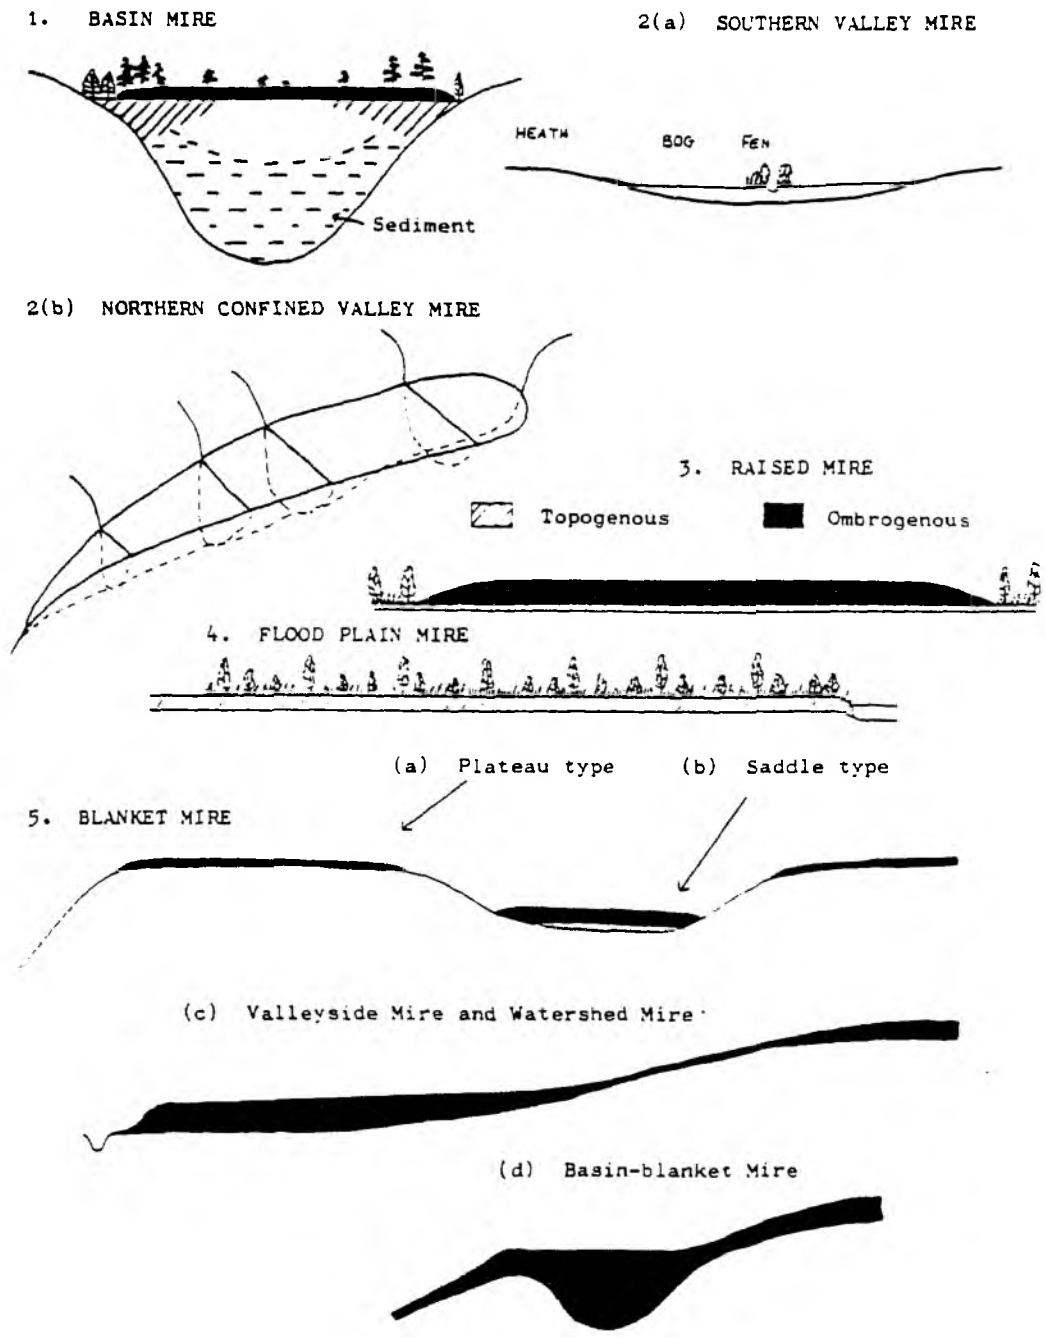 1. BASIN MIRE
2(a) SOUTHERN VALLEY MIRE
HEATH BOG FEN
Sediment
2(b) NORTHERN CONFINED VALLEY MIRE
3. RAISED MIRE
Topogenous Ombrogenous
4. FLOOD PLAIN MIRE
(a) Plateau type (b) Saddle type
5. BLANKET MIRE
(c) Valleyside Mire and Watershed Mire
(d) Basin-blanket Mire